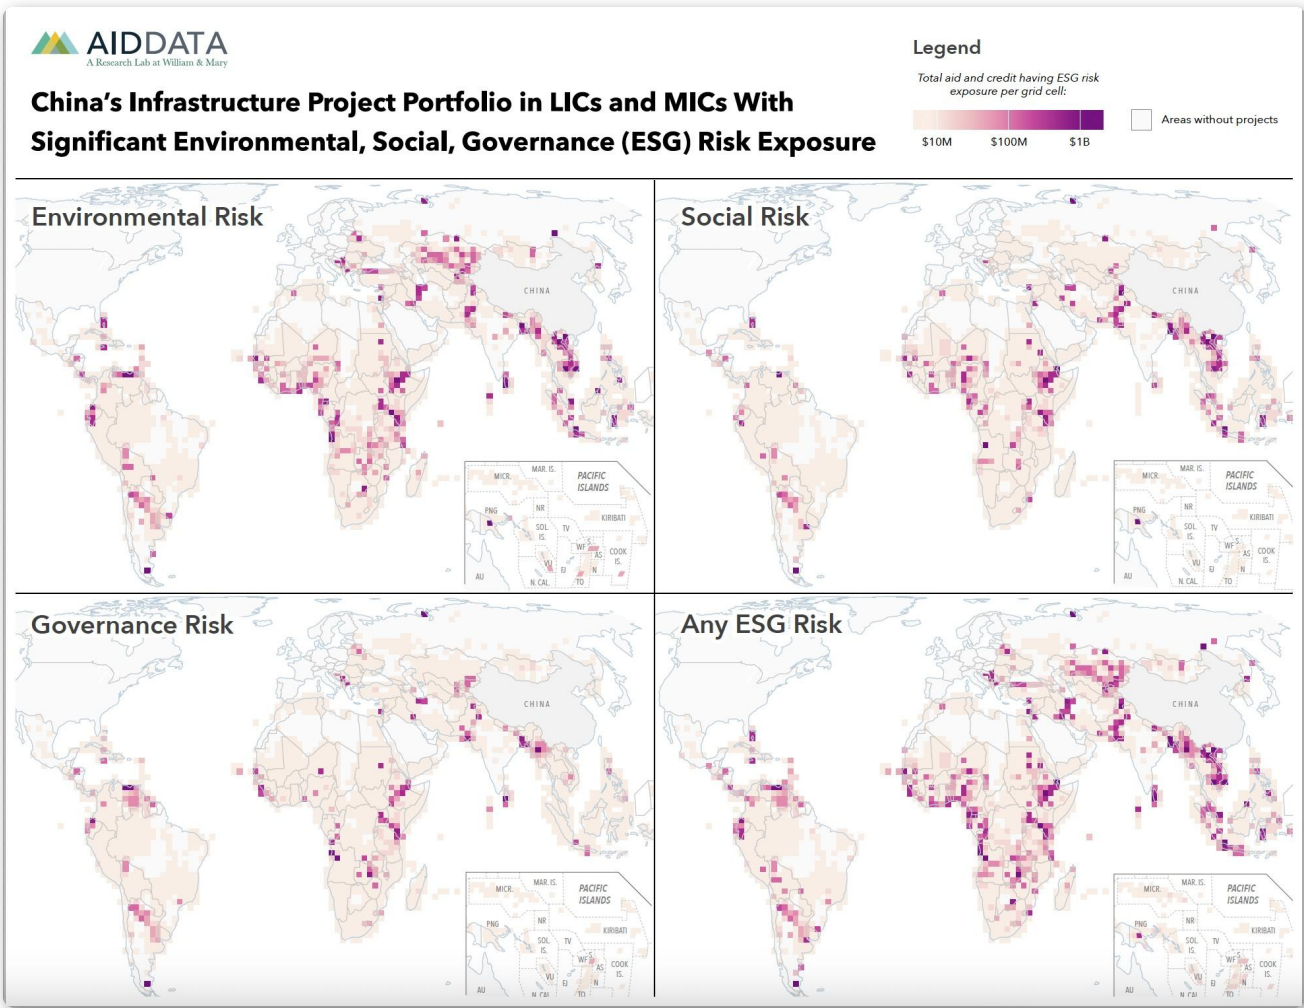 AIDDATA
A Research Lab at William & Mary
China's Infrastructure Project Portfolio in LICs and MICs With
Significant Environmental, Social, Governance (ESG) Risk Exposure
Legend
Total aid and credit having ESG risk
exposure per grid cell:
$10M $100M $1B
Areas without projects
Environmental Risk
CHINA
MICR.
MAR. IS.
PACIFIC
ISLANDS
PNG
NR
KIRIBATI
SOL.
IS.
TV
WF
S
AS
COOK
IS.
VU
FJ
N
AU
N. CAL.
TO
Social Risk
CHINA
MICR.
MAR. IS.
PACIFIC
ISLANDS
PNG
NR
KIRIBATI
SOL.
IS.
TV
WF
S
AS
COOK
IS.
VU
FJ
N
AU
N. CAL.
TO
Governance Risk
CHINA
MICR.
MAR. IS.
PACIFIC
ISLANDS
PNG
NR
KIRIBATI
SOL.
IS.
TV
WF
S
AS
COOK
IS.
VU
FJ
N
AU
N. CAL.
TO
Any ESG Risk
CHINA
MICR.
MAR. IS.
PACIFIC
ISLANDS
PNG
NR
KIRIBATI
SOL.
IS.
TV
WF
S
AS
COOK
IS.
VU
FJ
N
AU
N. CAL.
TO